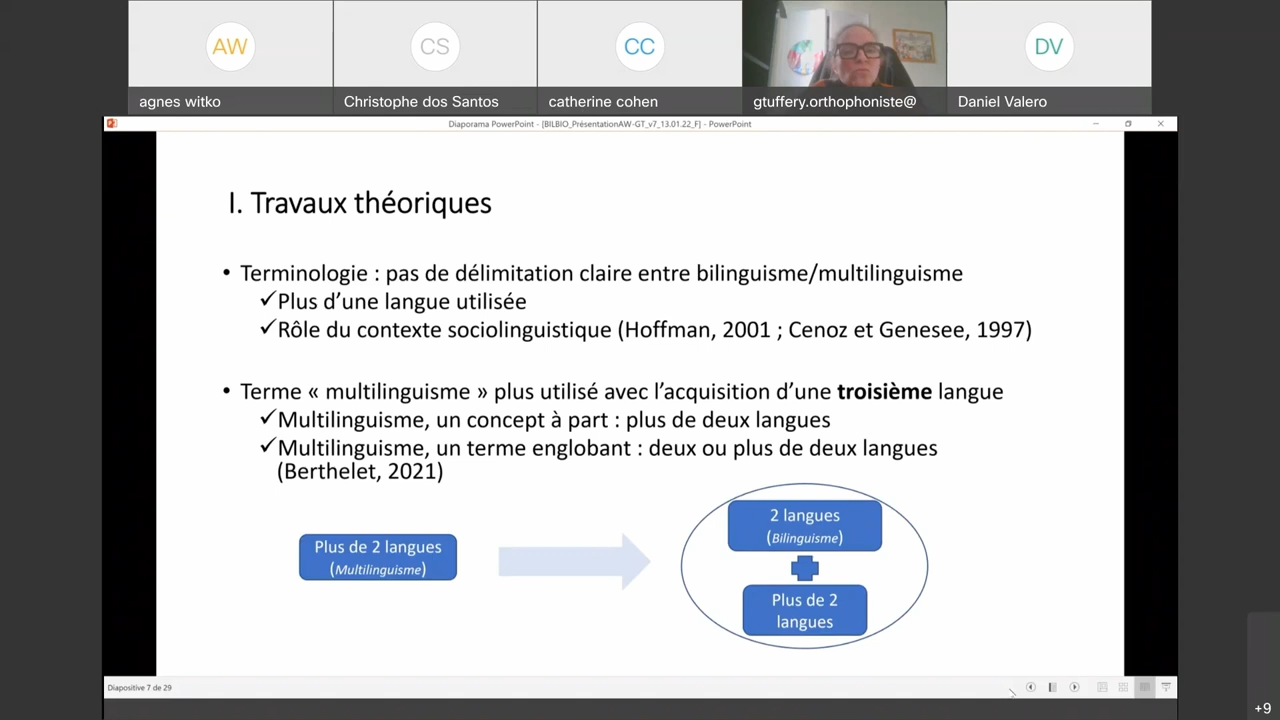 AW
CS
CC
DV
agnes witko
Christophe dos Santos
catherine cohen
gtuffery.orthophoniste@
Daniel Valero
Diaporama PowerPoint - [BILBIO_PrésentationAW-GT_v7_13.01.22_F] - PowerPoint
I. Travaux théoriques
• Terminologie : pas de délimitation claire entre bilinguisme/multilinguisme
✓Plus d’une langue utilisée
✓Rôle du contexte sociolinguistique (Hoffman, 2001 ; Cenoz et Genesee, 1997)
• Terme « multilinguisme » plus utilisé avec l’acquisition d’une troisième langue
✓Multilinguisme, un concept à part : plus de deux langues
✓Multilinguisme, un terme englobant : deux ou plus de deux langues
(Berthelet, 2021)
Plus de 2 langues
(Multilinguisme)
2 langues
(Bilinguisme)
Plus de 2
langues
Diapositive 7 de 29
+9